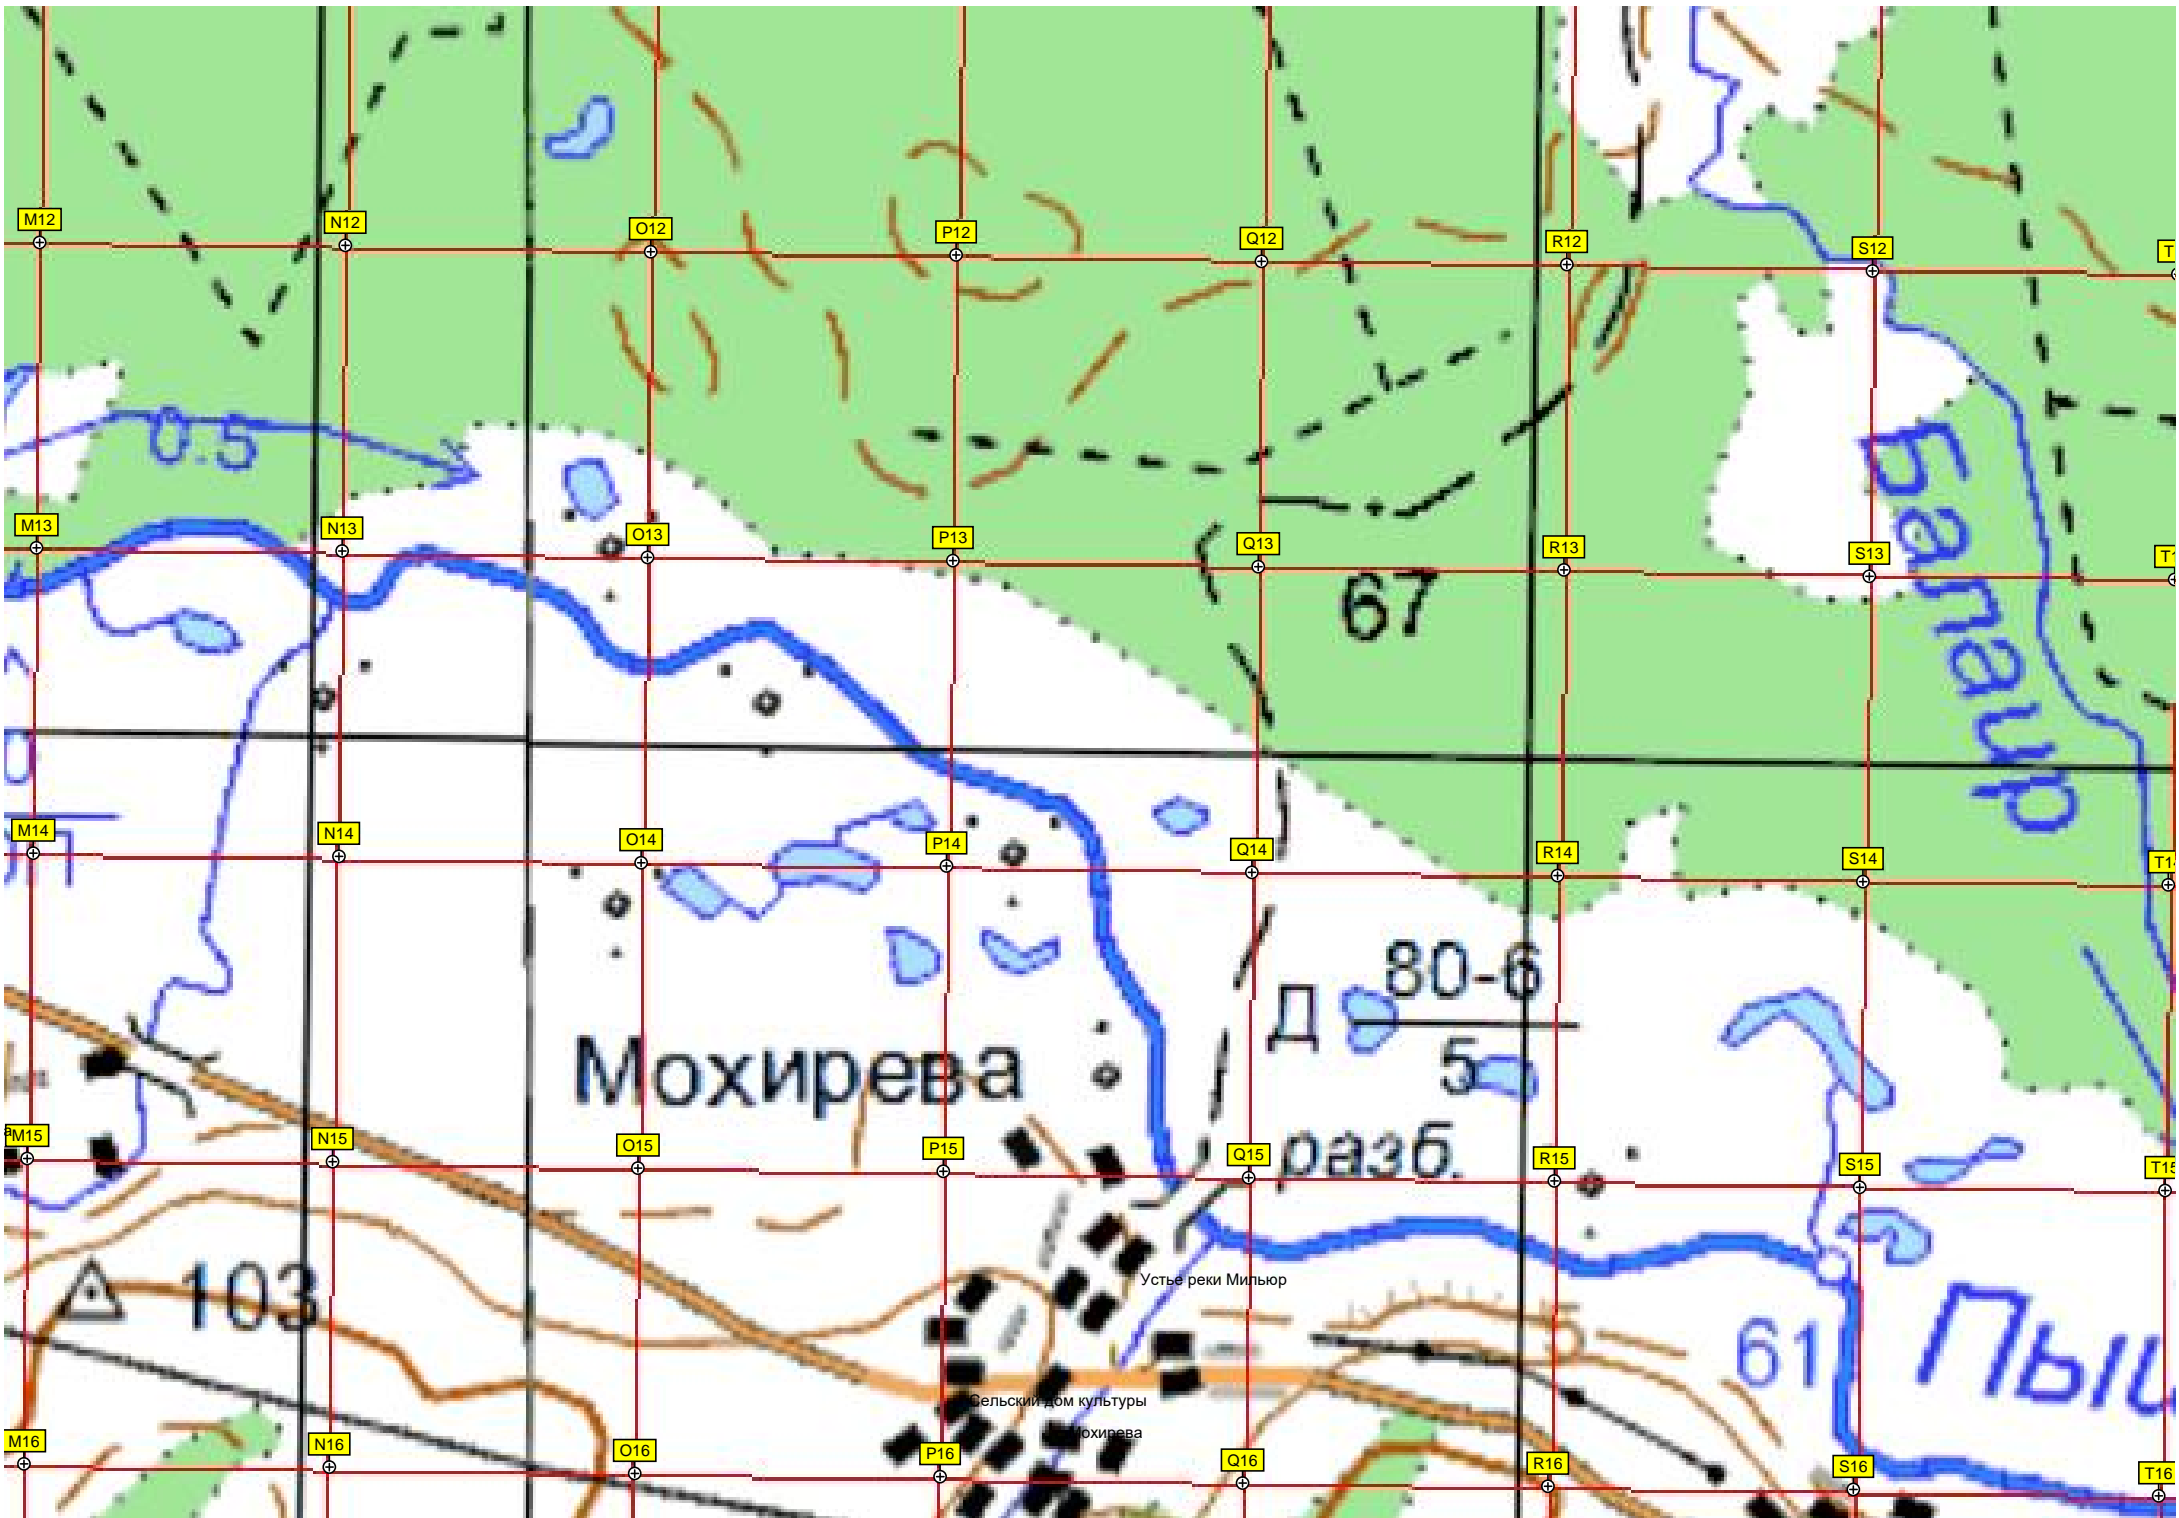 M12 N12 O12 P12 Q12 R12 S12
0.5
M13 N13 O13 P13 Q13 R13 S13
67
Балаир
M14 N14 O14 P14 Q14 R14 S14 T14
Д 80-6
5
разб.
Мохирева
M15 N15 O15 P15 Q15 R15 S15 T15
Устье реки Мильюр
103
61
Сельский дом культуры
M16 N16 O16 P16 Q16 R16 S16 T16